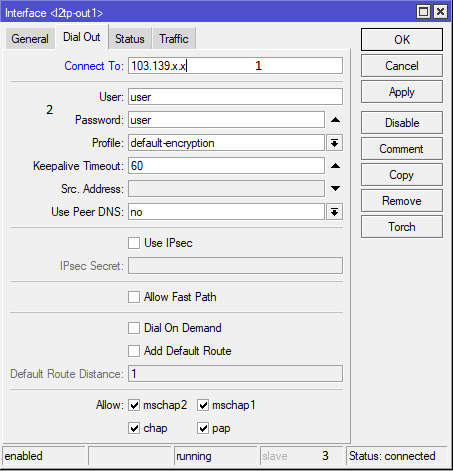 Interface <l2tp-out1>
General Dial Out Status Traffic
Connect To: 103.139.x.x 1
OK
Cancel
User: user
Apply
2
Password: user
Disable
Profile: default-encryption
Comment
Keepalive Timeout: 60
Copy
Src. Address:
Remove
Use Peer DNS: no
Torch
Use IPsec
IPsec Secret:
Allow Fast Path
Dial On Demand
Add Default Route
Default Route Distance: 1
Allow: mschap2 mschap1
chap pap
enabled running slave 3 Status: connected